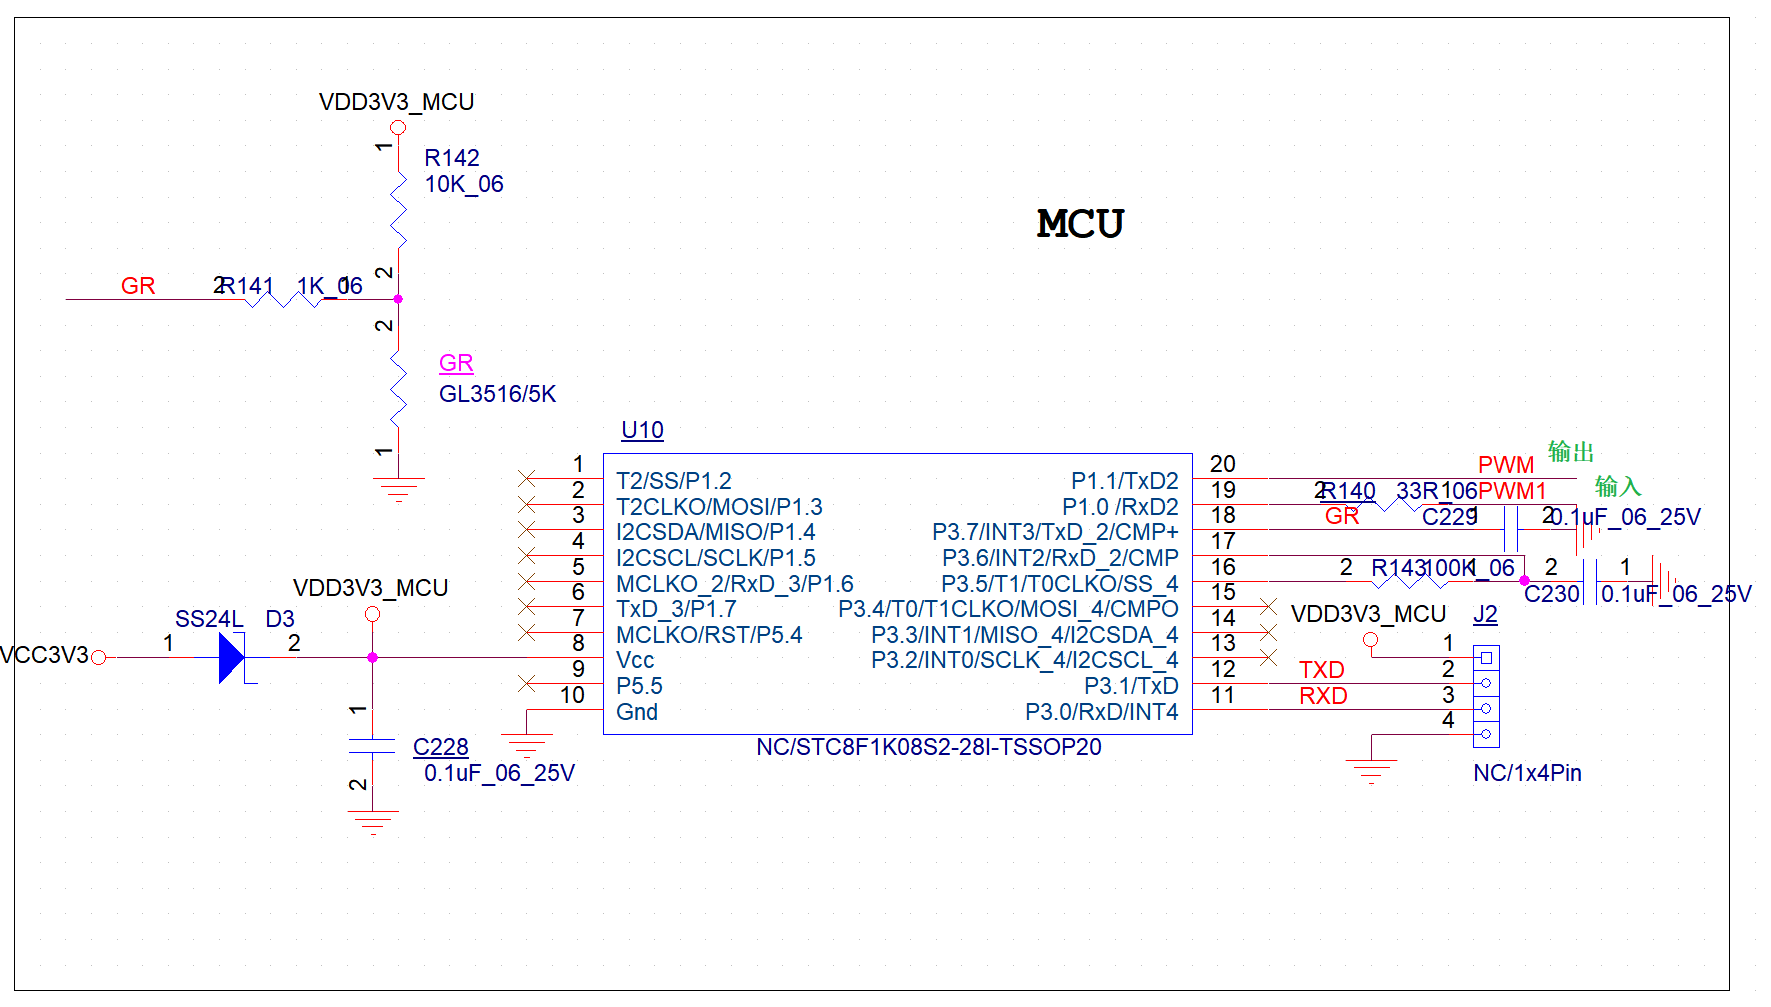 VDD3V3_MCU
1
R142
10K_06
MCU
2
GR
2
R141
1K_06
1
2
GR
GL3516/5K
1
U10
1
T2/SS/P1.2
2
T2CLKO/MOSI/P1.3
3
I2CSDA/MISO/P1.4
4
I2CSCL/SCLK/P1.5
5
MCLKO_2/RxD_3/P1.6
6
TxD_3/P1.7
7
MCLKO/RST/P5.4
8
Vcc
9
P5.5
10
Gnd
P1.1/TxD2
20
P1.0 /RxD2
19
P3.7/INT3/TxD_2/CMP+
18
P3.6/INT2/RxD_2/CMP
17
P3.5/T1/T0CLKO/SS_4
16
P3.4/T0/T1CLKO/MOSI_4/CMPO
15
P3.3/INT1/MISO_4/I2CSDA_4
14
P3.2/INT0/SCLK_4/I2CSCL_4
13
P3.1/TxD
12
P3.0/RxD/INT4
11
NC/STC8F1K08S2-28I-TSSOP20
PWM
输出
2
R140
33R_06
1
PWM1
输入
GR
C229
1
2
0.1uF_06_25V
2
R143
100K_06
1
2
1
C230
0.1uF_06_25V
VDD3V3_MCU
J2
1
TXD
2
RXD
3
4
NC/1x4Pin
VDD3V3_MCU
SS24L
D3
VCC3V3
1
2
1
C228
0.1uF_06_25V
2